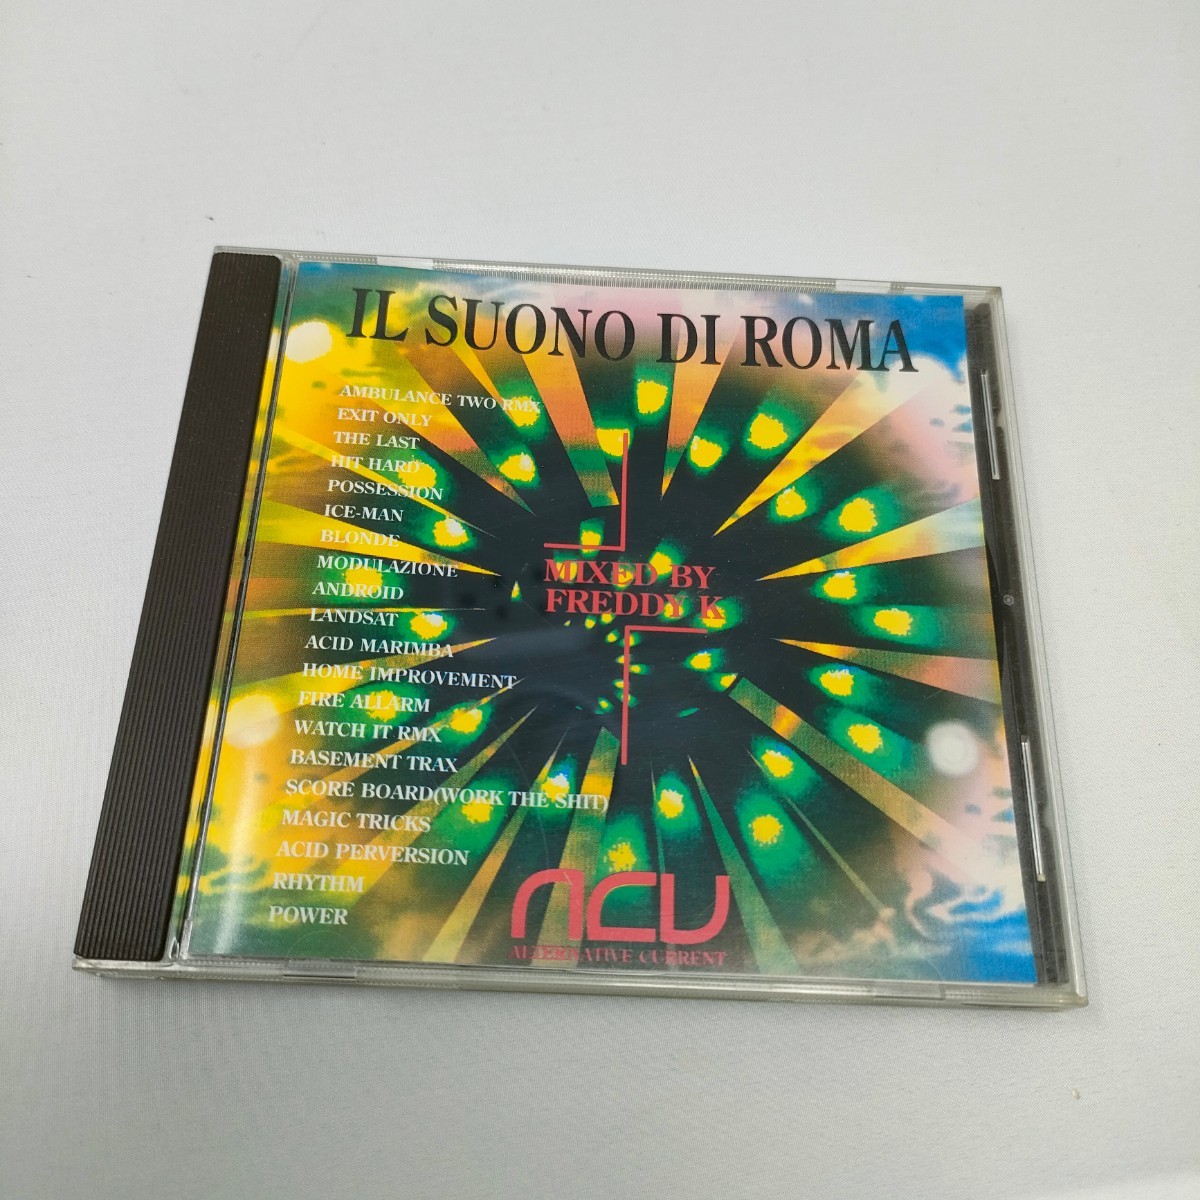 IL SUONO DI ROMA
AMBULANCE TWO RMX
EXIT ONLY
THE LAST
HIT HARD
POSSESSION
ICE-MAN
BLONDE
MODULAZIONE
ANDROID
LANDSAT
ACID MARIMBA
HOME IMPROVEMENT
FIRE ALLARM
WATCH IT RMX
BASEMENT TRAX
SCORE BOARD(WORK THE SHIT)
MAGIC TRICKS
ACID PERVERSION
RHYTHM
POWER
MIXED BY
FREDDY K
ACV
ALTERNATIVE CURRENT